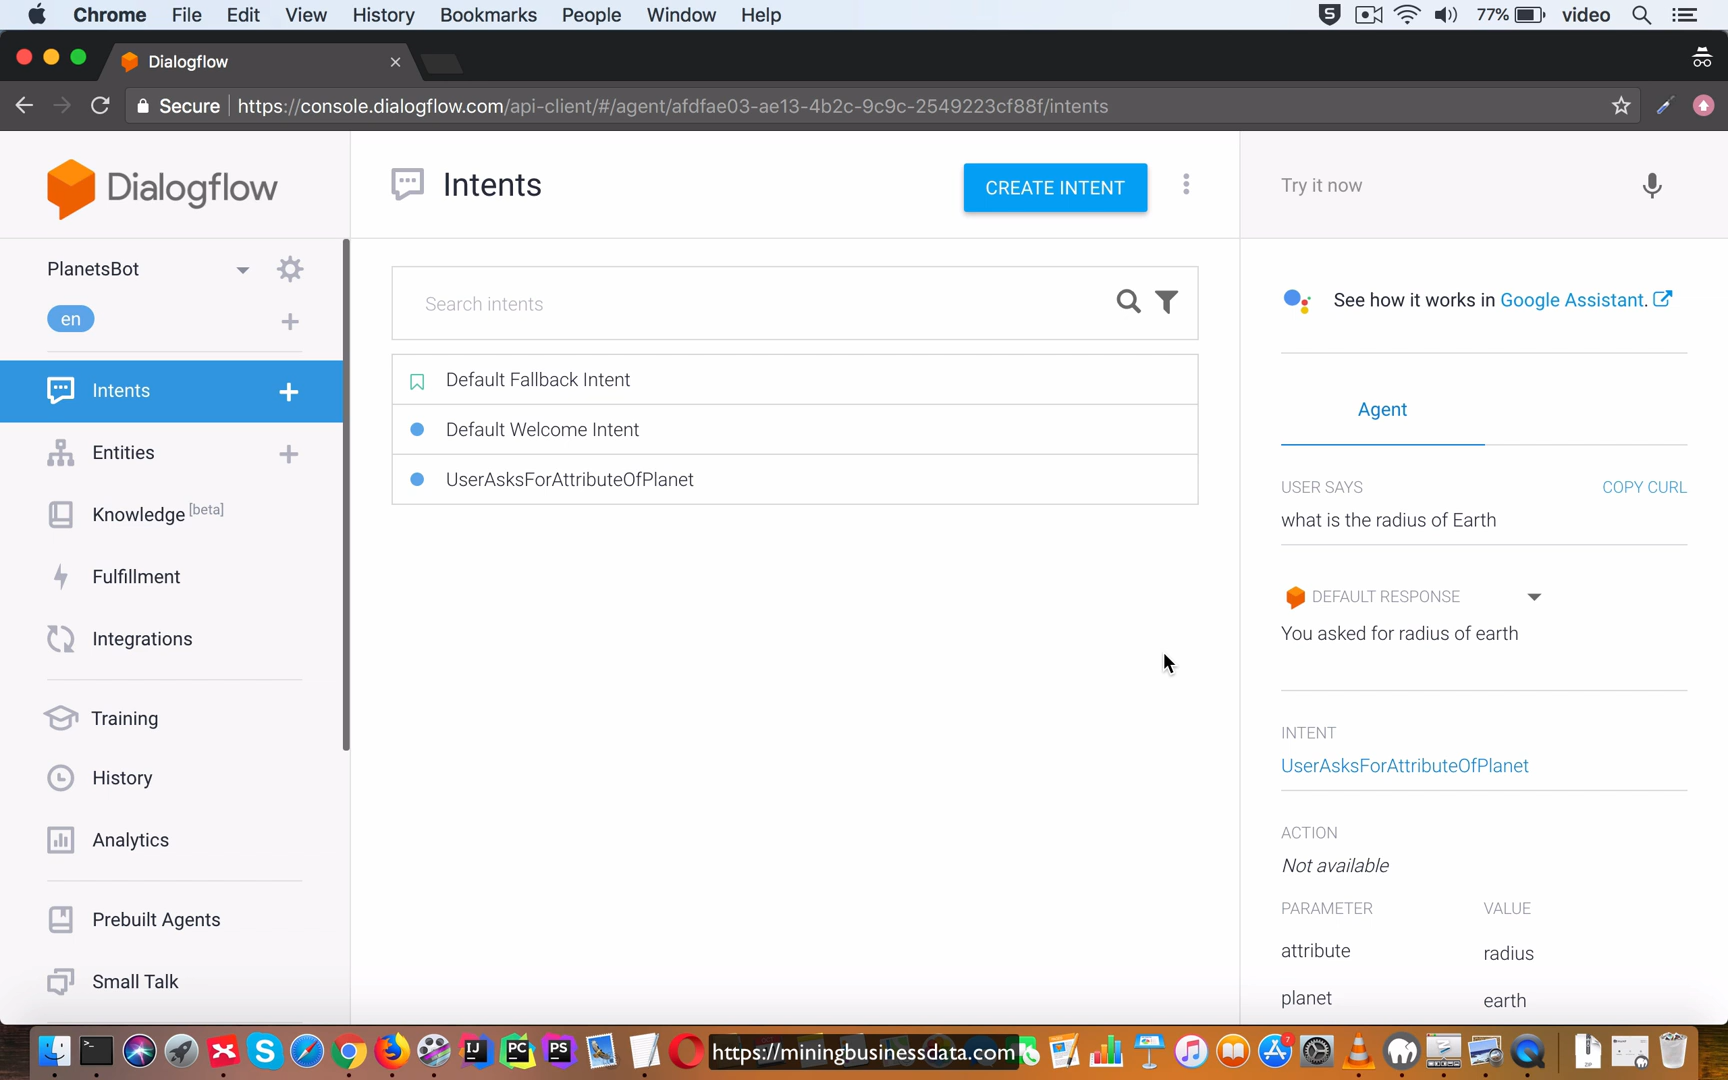 Chrome File Edit View History Bookmarks People Window Help 77% video
Dialogflow
Secure https://console.dialogflow.com/api-client/#/agent/afdfae03-ae13-4b2c-9c9c-2549223cf88f/intents
Dialogflow
Intents
CREATE INTENT
Try it now
PlanetsBot
en
Search intents
See how it works in Google Assistant.
Intents
Default Fallback Intent
Default Welcome Intent
UserAsksForAttributeOfPlanet
Entities
Knowledge [beta]
Fulfillment
Integrations
Training
History
Analytics
Prebuilt Agents
Small Talk
Agent
USER SAYS COPY CURL
what is the radius of Earth
DEFAULT RESPONSE
You asked for radius of earth
INTENT
UserAsksForAttributeOfPlanet
ACTION
Not available
PARAMETER VALUE
attribute radius
planet earth
IJ PC PS
https://miningbusinessdata.com